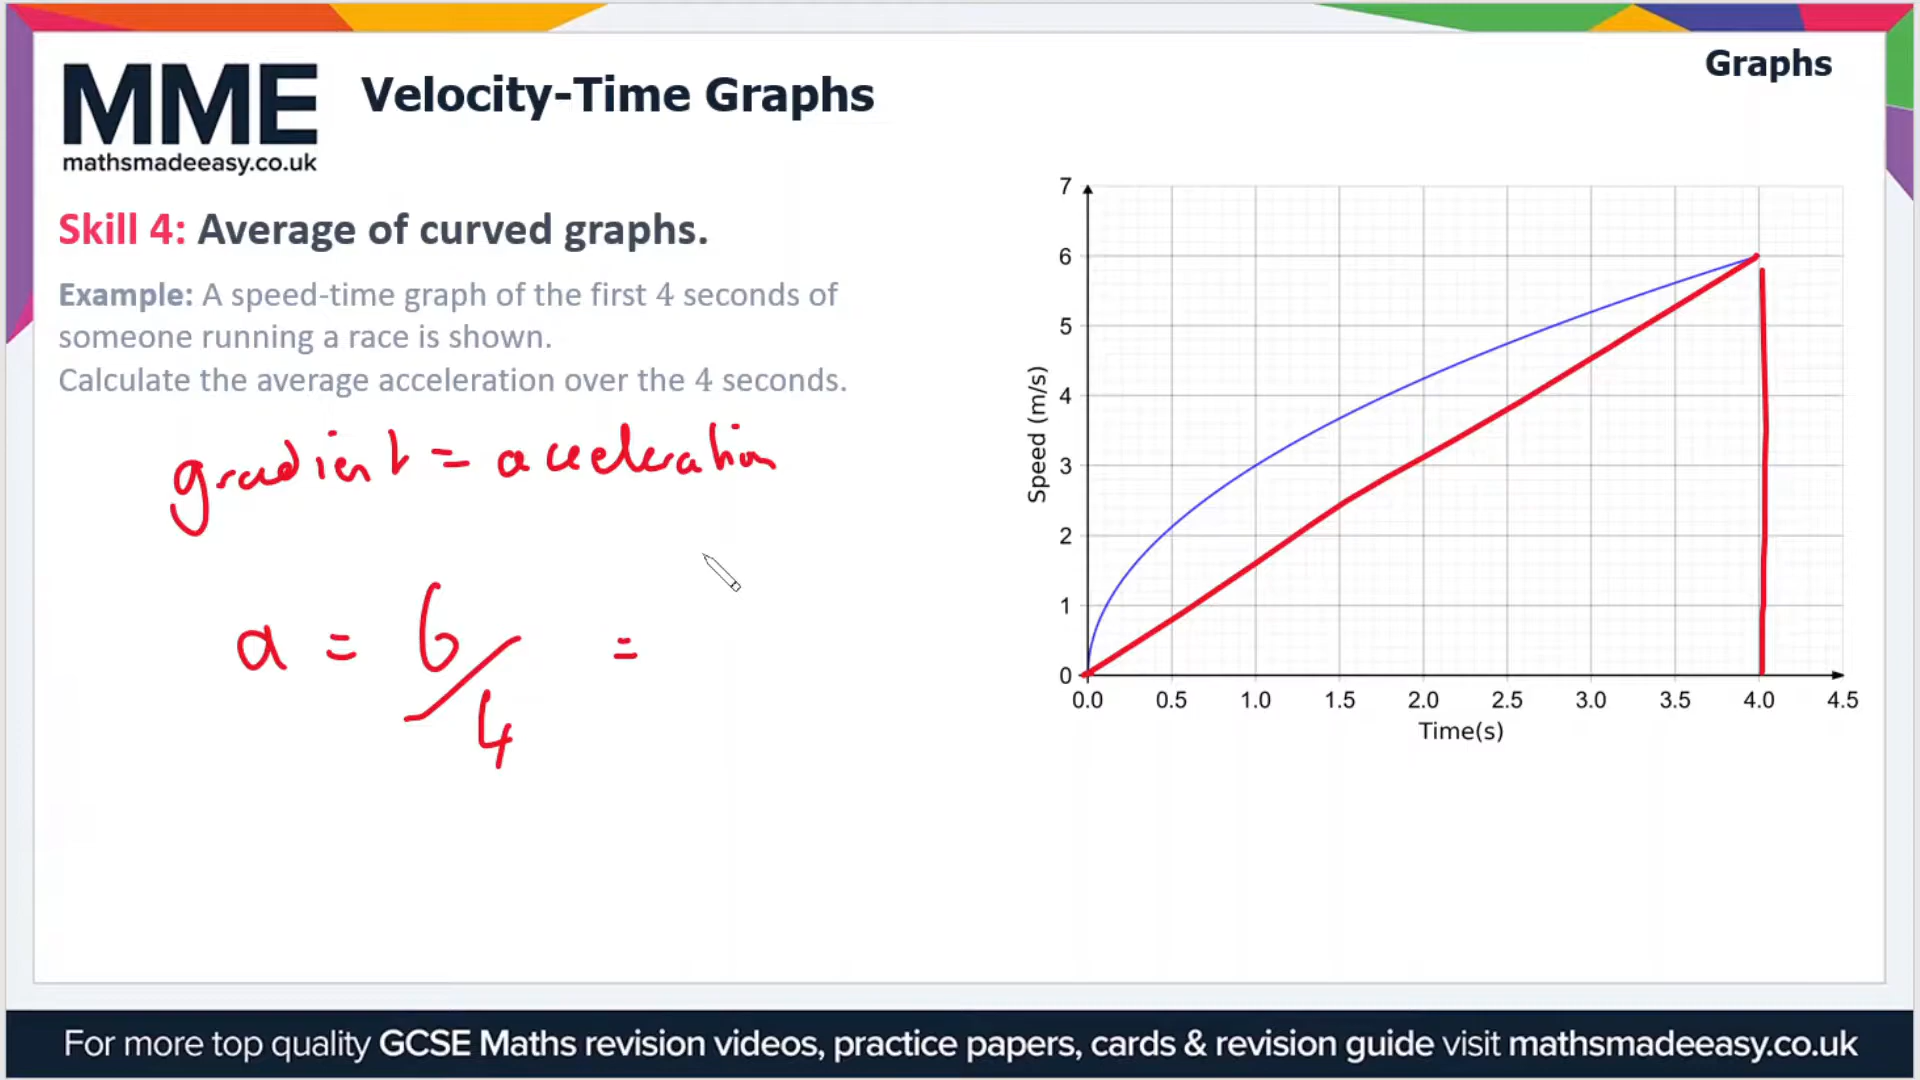 Graphs
MME
mathsmadeeasy.co.uk
Velocity-Time Graphs
Skill 4: Average of curved graphs.
Example: A speed-time graph of the first 4 seconds of
someone running a race is shown.
Calculate the average acceleration over the 4 seconds.
gradient = acceleration
a = 6/4 =
7
6
5
4
3
2
1
0
Speed (m/s)
0.0 0.5 1.0 1.5 2.0 2.5 3.0 3.5 4.0 4.5
Time(s)
For more top quality GCSE Maths revision videos, practice papers, cards & revision guide visit mathsmadeeasy.co.uk